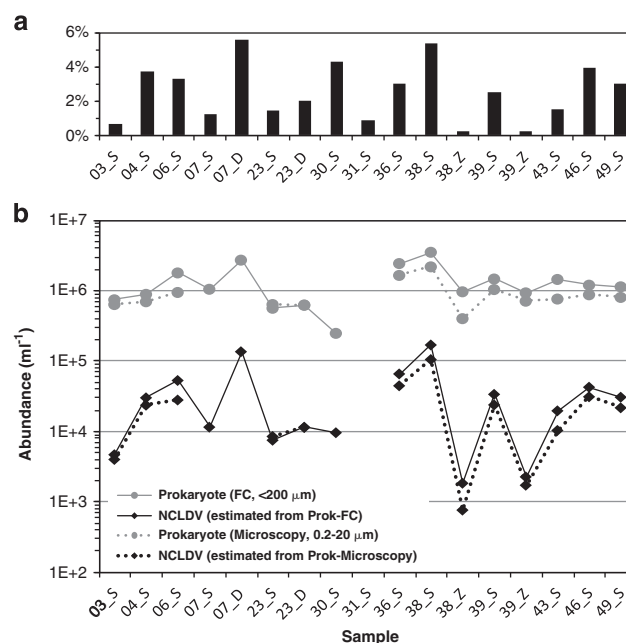 a
6%
4%
2%
0%
03_S 04_S 06_S 07_S 07_D 23_S 23_D 30_S 31_S 36_S 38_S 38_Z 39_S 39_Z 43_S 46_S 49_S
b
1E+7
1E+6
1E+5
1E+4
1E+3
1E+2
Abundance (ml⁻¹)
Prokaryote (FC, <200 μm)
NCLDV (estimated from Prok-FC)
Prokaryote (Microscopy, 0.2-20 μm)
NCLDV (estimated from Prok-Microscopy)
03_S 04_S 06_S 07_S 07_D 23_S 23_D 30_S 36_S 38_S 38_Z 39_S 39_Z 43_S 46_S 49_S
Sample